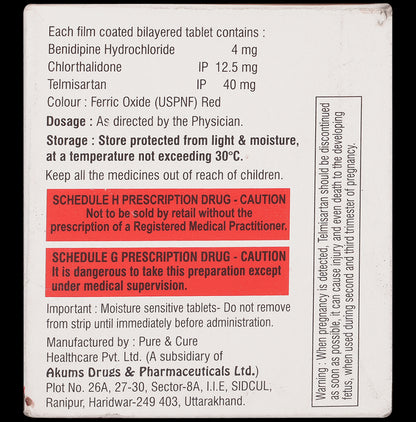 Each film coated bilayered tablet contains :
Benidipine Hydrochloride 4 mg
Chlorthalidone IP 12.5 mg
Telmisartan IP 40 mg
Colour : Ferric Oxide (USPNF) Red
Dosage : As directed by the Physician.
Storage : Store protected from light & moisture,
at a temperature not exceeding 30°C.
Keep all the medicines out of reach of children.
SCHEDULE H PRESCRIPTION DRUG - CAUTION
Not to be sold by retail without the
prescription of a Registered Medical Practitioner.
SCHEDULE G PRESCRIPTION DRUG - CAUTION
It is dangerous to take this preparation except
under medical supervision.
Important : Moisture sensitive tablets- Do not remove
from strip until immediately before administration.
Manufactured by : Pure & Cure
Healthcare Pvt. Ltd. (A subsidiary of
Akums Drugs & Pharmaceuticals Ltd.)
Plot No. 26A, 27-30, Sector-8A, I.I.E, SIDCUL,
Ranipur, Haridwar-249 403, Uttarakhand.
Warning : When pregnancy is detected, Telmisartan should be discontinued
as soon as possible, it can cause injury and even death to the developing
fetus, when used during second and third trimester of pregnancy.